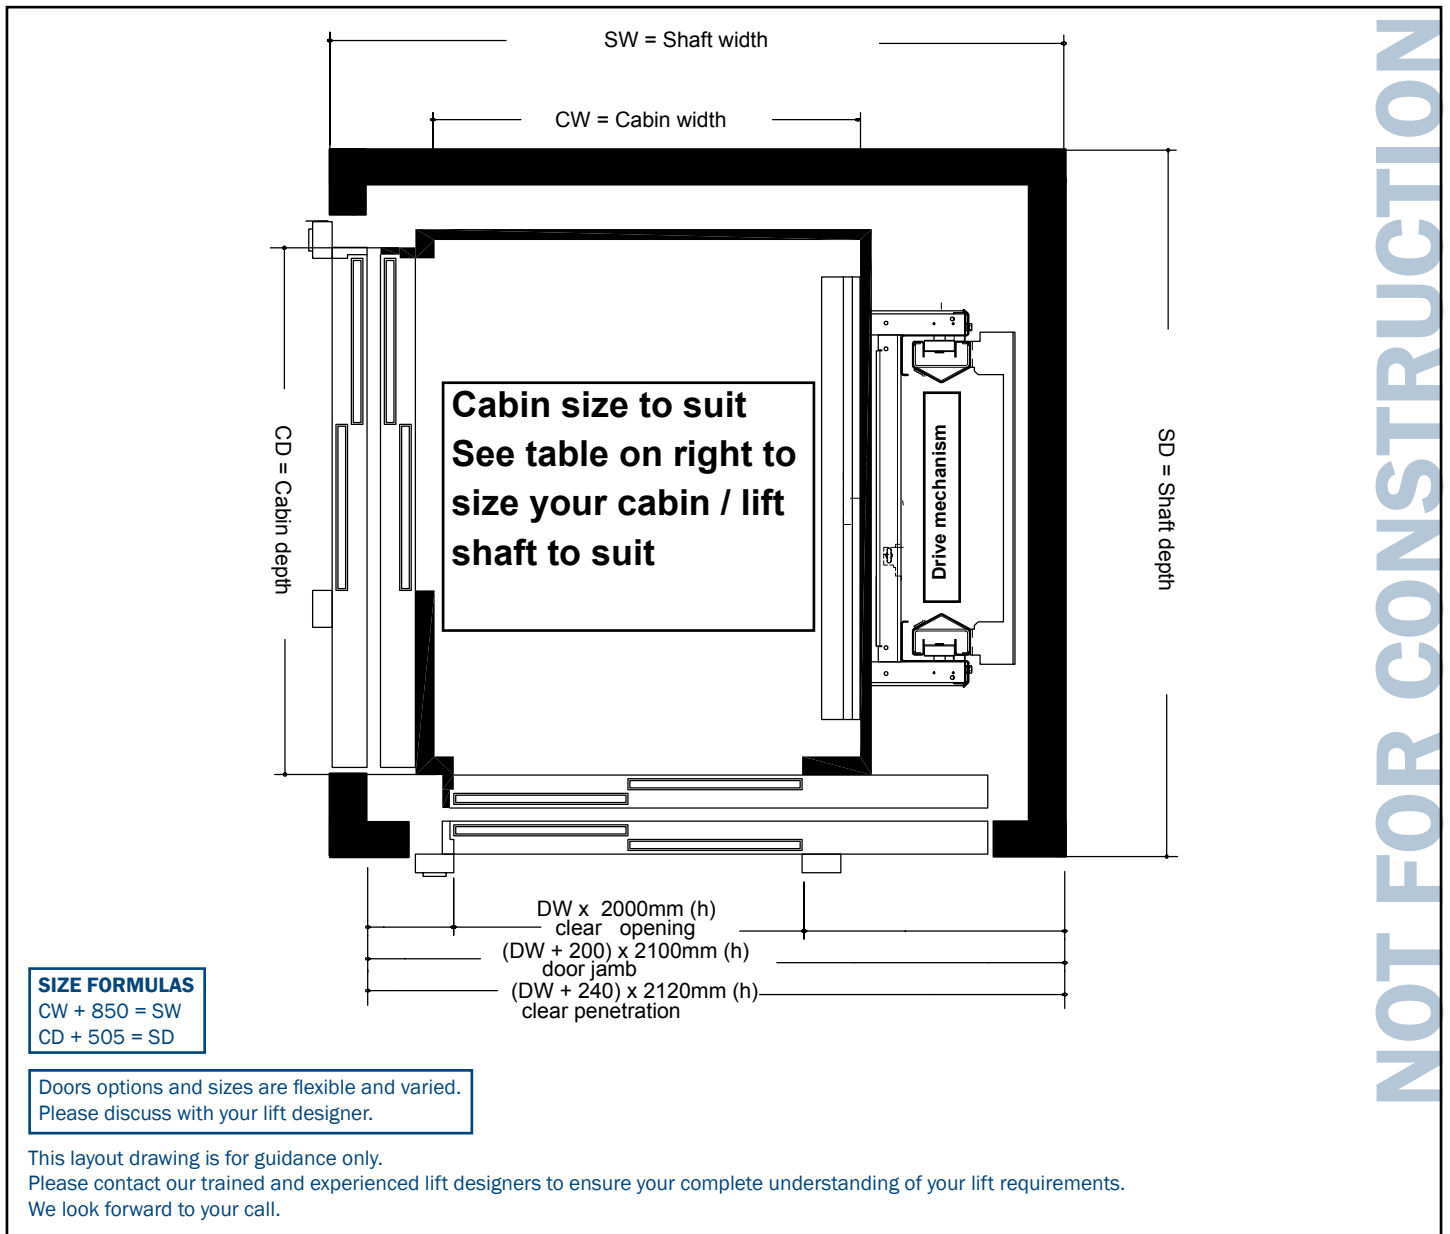 SW = Shaft width
CW = Cabin width
CD = Cabin depth
Cabin size to suit
See table on right to
size your cabin / lift
shaft to suit
Drive mechanism
SD = Shaft depth
NOT FOR CONSTRUCTION
DW x 2000mm (h)
clear opening
(DW + 200) x 2100mm (h)
door jamb
(DW + 240) x 2120mm (h)
clear penetration
SIZE FORMULAS
CW + 850 = SW
CD + 505 = SD
Doors options and sizes are flexible and varied.
Please discuss with your lift designer.
This layout drawing is for guidance only.
Please contact our trained and experienced lift designers to ensure your complete understanding of your lift requirements.
We look forward to your call.